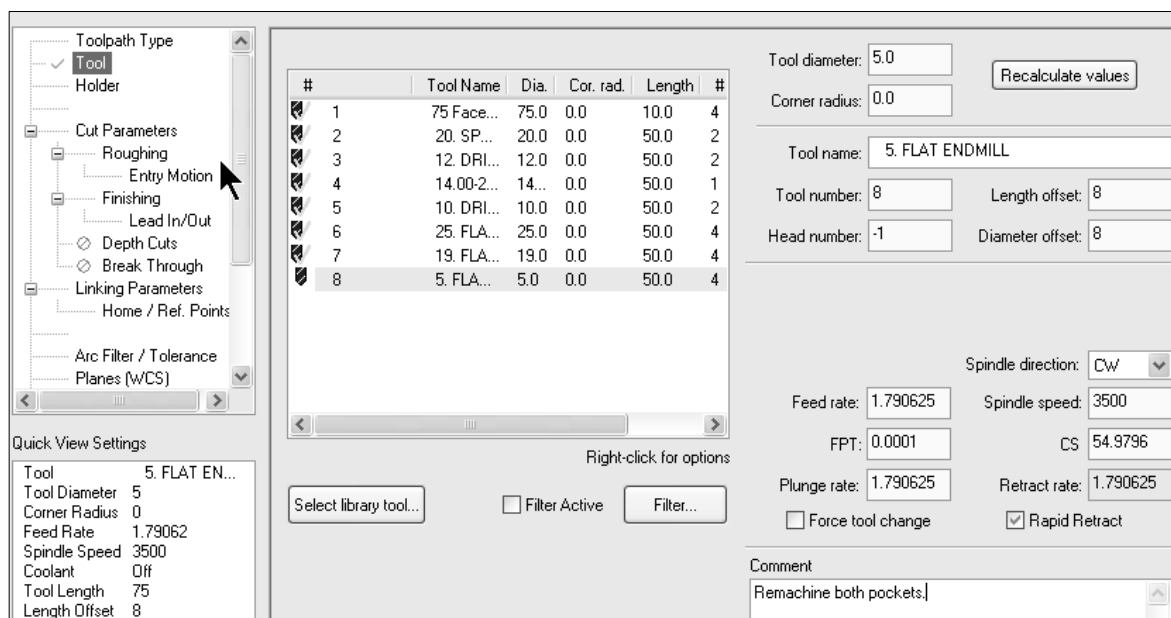 Toolpath Type
Tool
Holder
Cut Parameters
Roughing
Entry Motion
Finishing
Lead In/Out
Depth Cuts
Break Through
Linking Parameters
Home / Ref. Points
Arc Filter / Tolerance
Planes (WCS)
Quick View Settings
Tool 5. FLAT EN...
Tool Diameter 5
Corner Radius 0
Feed Rate 1.79062
Spindle Speed 3500
Coolant Off
Tool Length 75
Length Offset 8
# Tool Name Dia. Cor. rad. Length #
1 75 Face... 75.0 0.0 10.0 4
2 20. SP... 20.0 0.0 50.0 2
3 12. DRI... 12.0 0.0 50.0 2
4 14.00-2... 14... 0.0 50.0 1
5 10. DRI... 10.0 0.0 50.0 2
6 25. FLA... 25.0 0.0 50.0 4
7 19. FLA... 19.0 0.0 50.0 4
8 5. FLA... 5.0 0.0 50.0 4
Right-click for options
Select library tool... Filter Active Filter...
Tool diameter: 5.0 Recalculate values
Corner radius: 0.0
Tool name: 5. FLAT ENDMILL
Tool number: 8 Length offset: 8
Head number: -1 Diameter offset: 8
Spindle direction: CW
Feed rate: 1.790625 Spindle speed: 3500
FPT: 0.0001 CS 54.9796
Plunge rate: 1.790625 Retract rate: 1.790625
Force tool change Rapid Retract
Comment
Remachine both pockets.